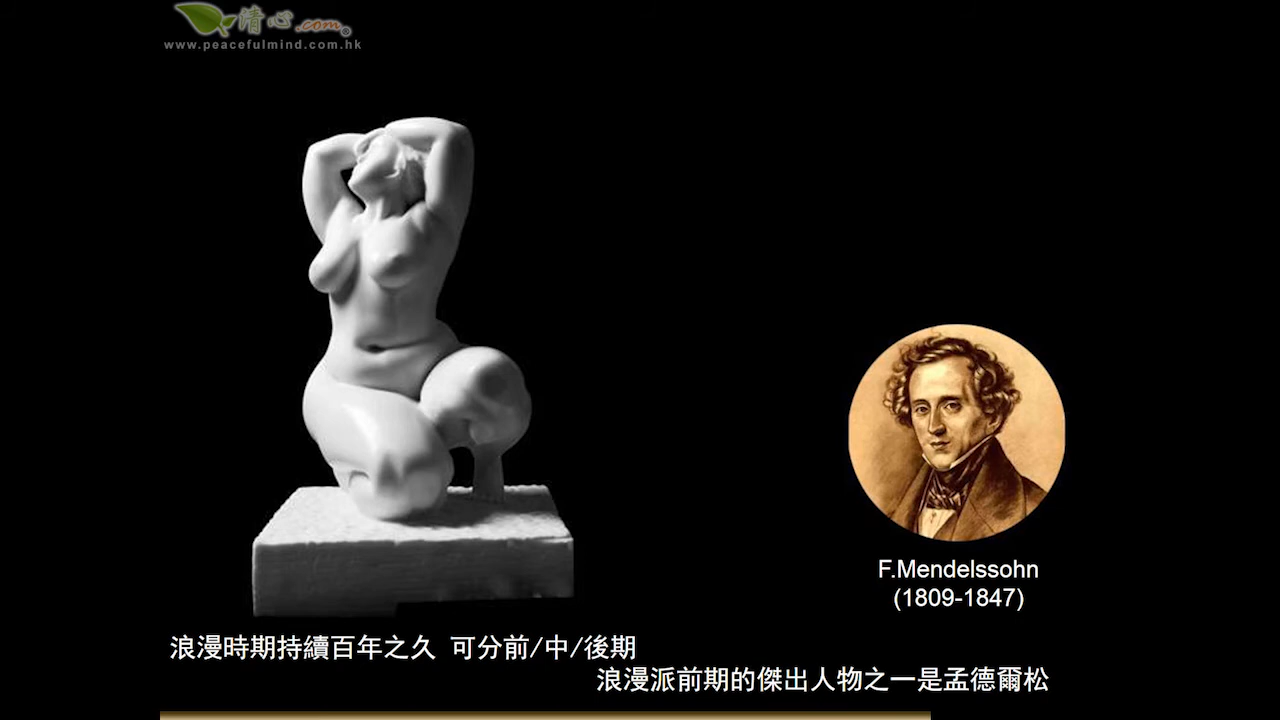 清心.com®
www.peacefulmind.com.hk
F.Mendelssohn
(1809-1847)
浪漫時期持續百年之久 可分前/中/後期
浪漫派前期的傑出人物之一是孟德爾松